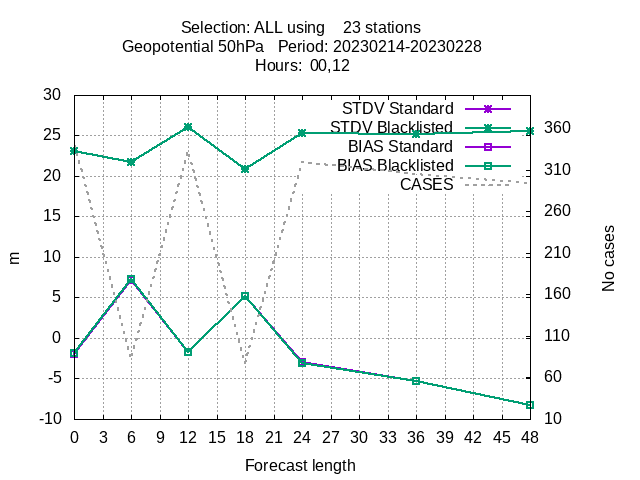 Selection: ALL using 23 stations
Geopotential 50hPa Period: 20230214-20230228
Hours: 00,12
STDV Standard
STDV Blacklisted
BIAS Standard
BIAS Blacklisted
CASES
30
25
20
15
10
5
0
-5
-10
m
360
310
260
210
160
110
60
10
No cases
0 3 6 9 12 15 18 21 24 27 30 33 36 39 42 45 48
Forecast length